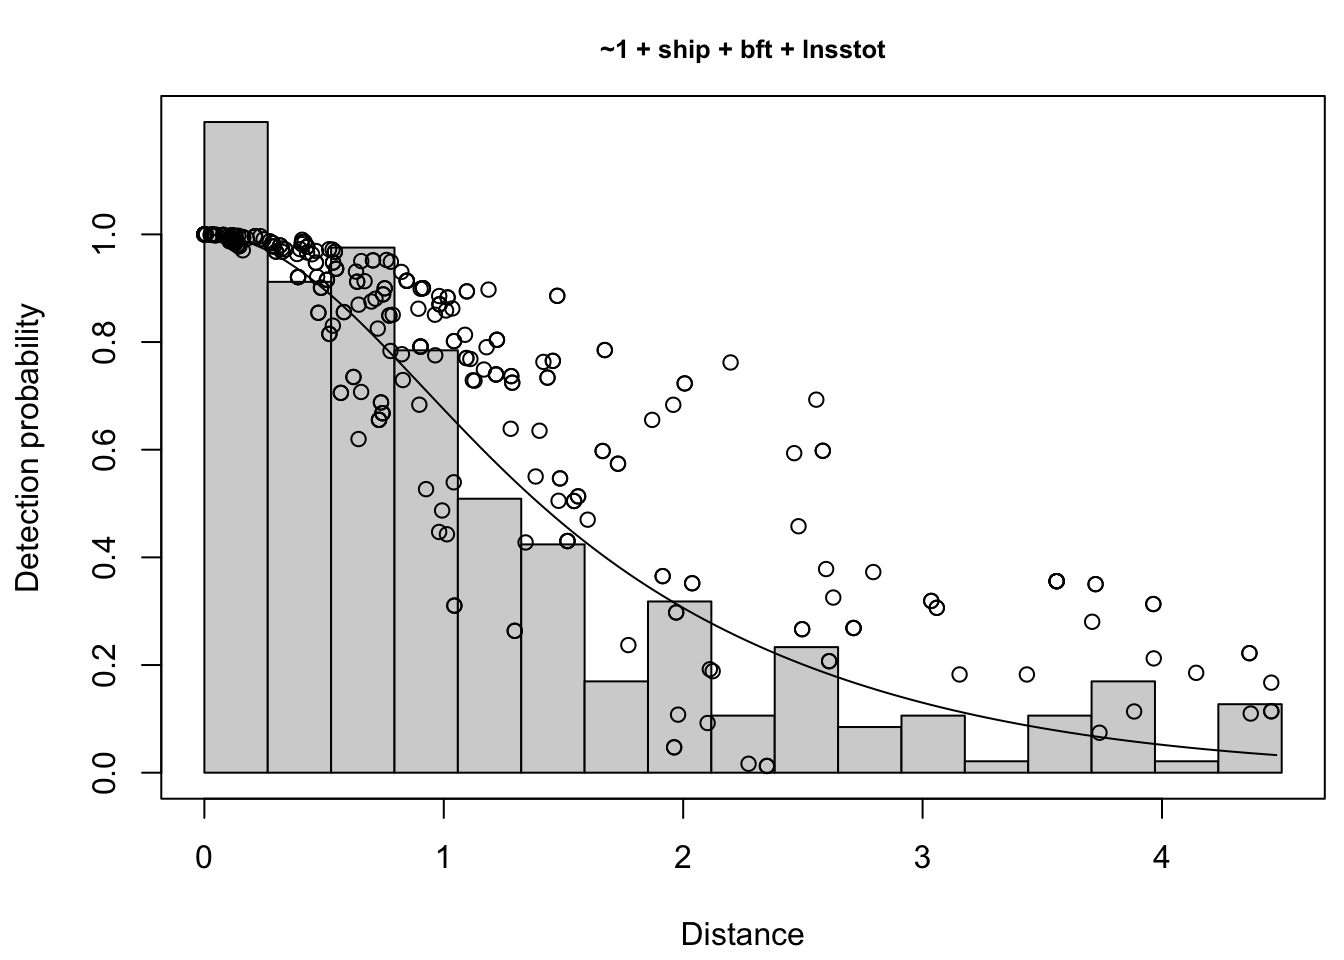 ~1 + ship + bft + lnsstot
Detection probability
1.0
0.8
0.6
0.4
0.2
0.0
0 1 2 3 4
Distance